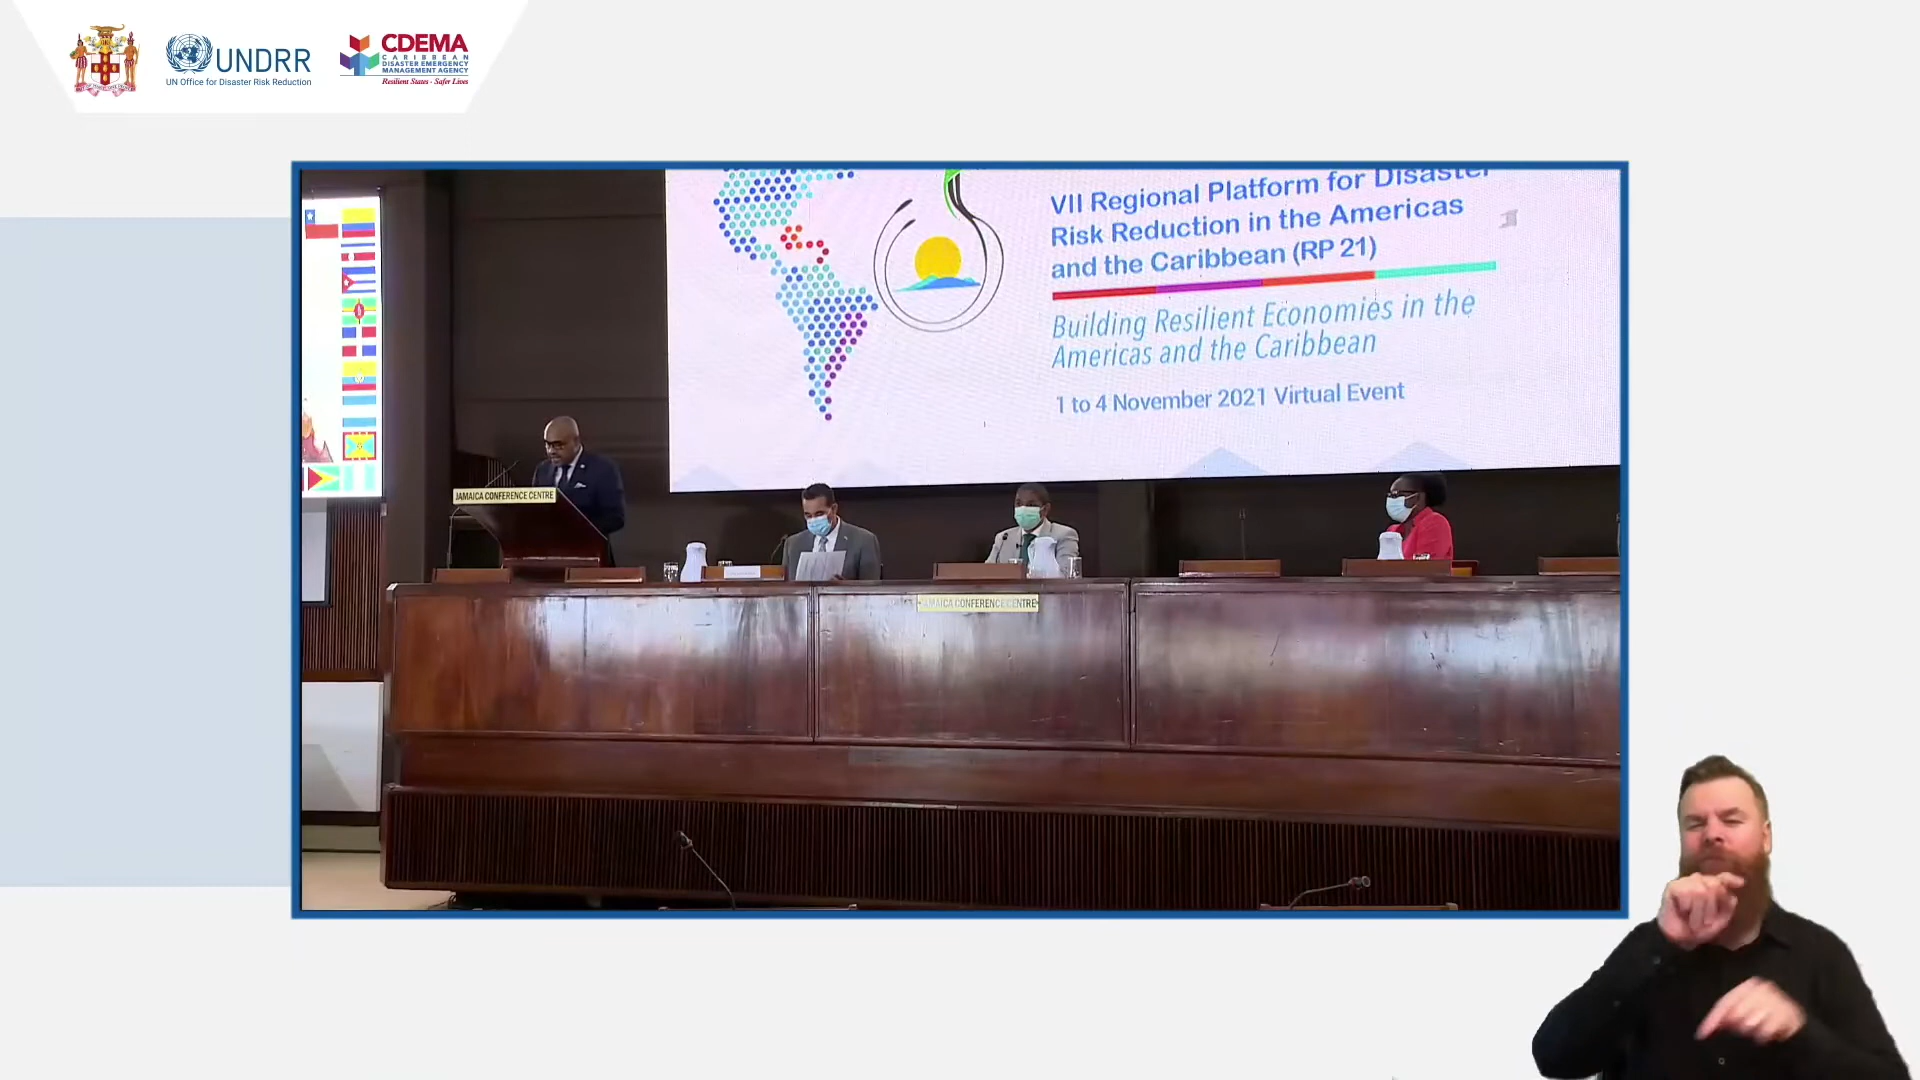 UNDRR
UN Office for Disaster Risk Reduction
CDEMA
CARIBBEAN
DISASTER EMERGENCY
MANAGEMENT AGENCY
Resilient States - Safer Lives
VII Regional Platform for Disaster
Risk Reduction in the Americas
and the Caribbean (RP 21)
Building Resilient Economies in the
Americas and the Caribbean
1 to 4 November 2021 Virtual Event
JAMAICA CONFERENCE CENTRE
JAMAICA CONFERENCE CENTRE